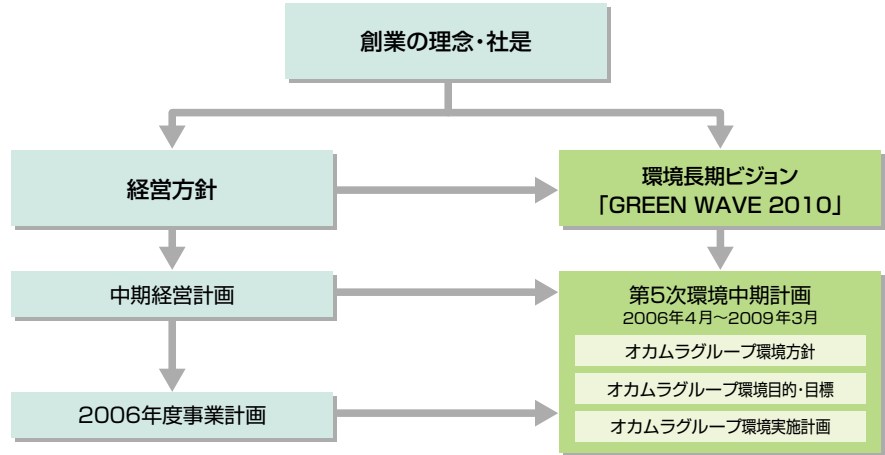 創業の理念・社是
経営方針
環境長期ビジョン
「GREEN WAVE 2010」
中期経営計画
第5次環境中期計画
2006年4月〜2009年3月
オカムラグループ環境方針
オカムラグループ環境目的・目標
オカムラグループ環境実施計画
2006年度事業計画